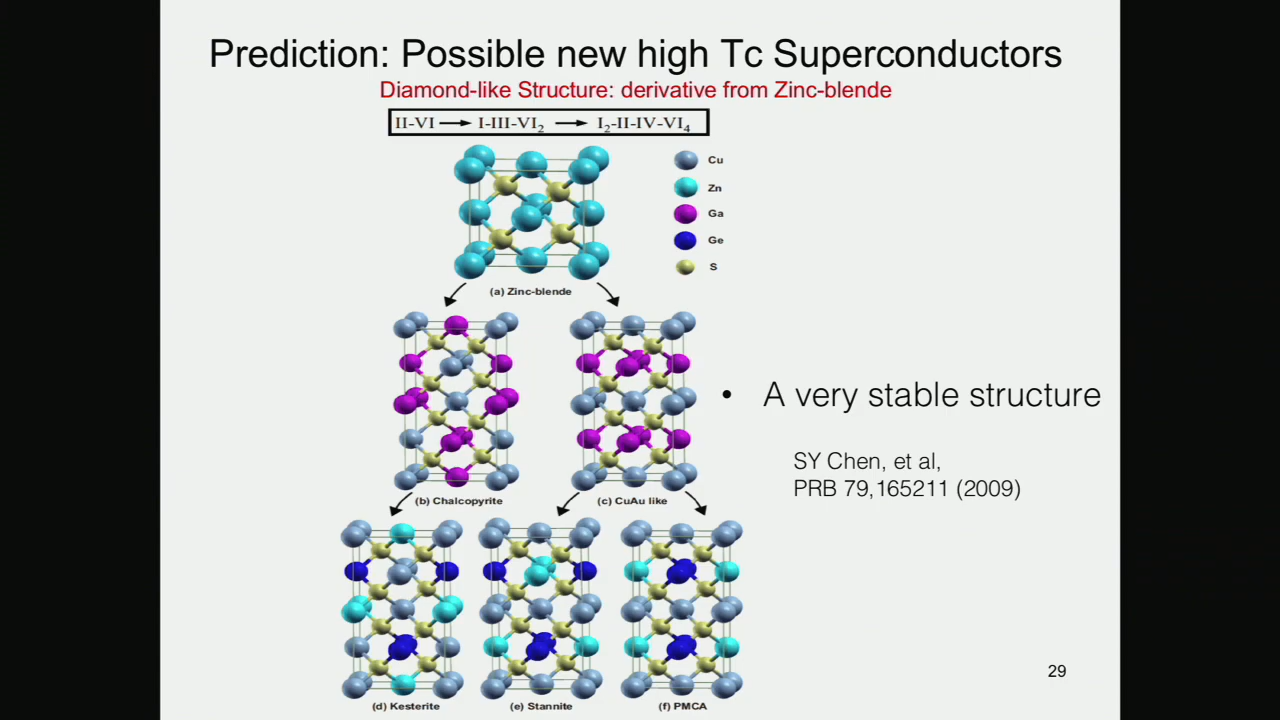 Prediction: Possible new high Tc Superconductors
Diamond-like Structure: derivative from Zinc-blende
II-VI → I-III-VI₂ → I₂-II-IV-VI₄
Cu
Zn
Ga
Ge
S
(a) Zinc-blende
• A very stable structure
SY Chen, et al,
PRB 79,165211 (2009)
(b) Chalcopyrite
(c) CuAu like
(d) Kesterite
(e) Stannite
(f) PMCA
29